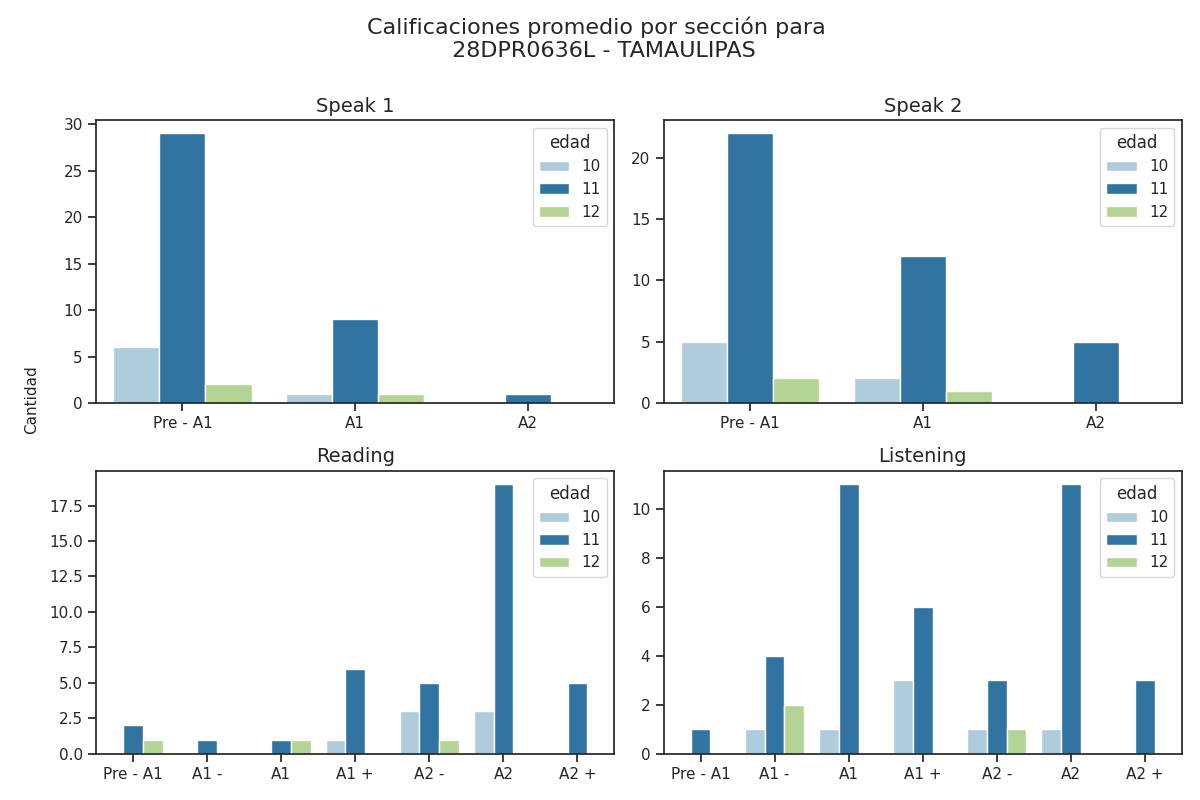 Calificaciones promedio por sección para
28DPR0636L - TAMAULIPAS
Speak 1
30
25
20
15
10
5
0
Pre - A1 A1 A2
edad
10
11
12
Speak 2
20
15
10
5
0
Pre - A1 A1 A2
edad
10
11
12
Cantidad
Reading
17.5
15.0
12.5
10.0
7.5
5.0
2.5
0.0
Pre - A1 A1 - A1 A1 + A2 - A2 A2 +
edad
10
11
12
Listening
10
8
6
4
2
0
Pre - A1 A1 - A1 A1 + A2 - A2 A2 +
edad
10
11
12